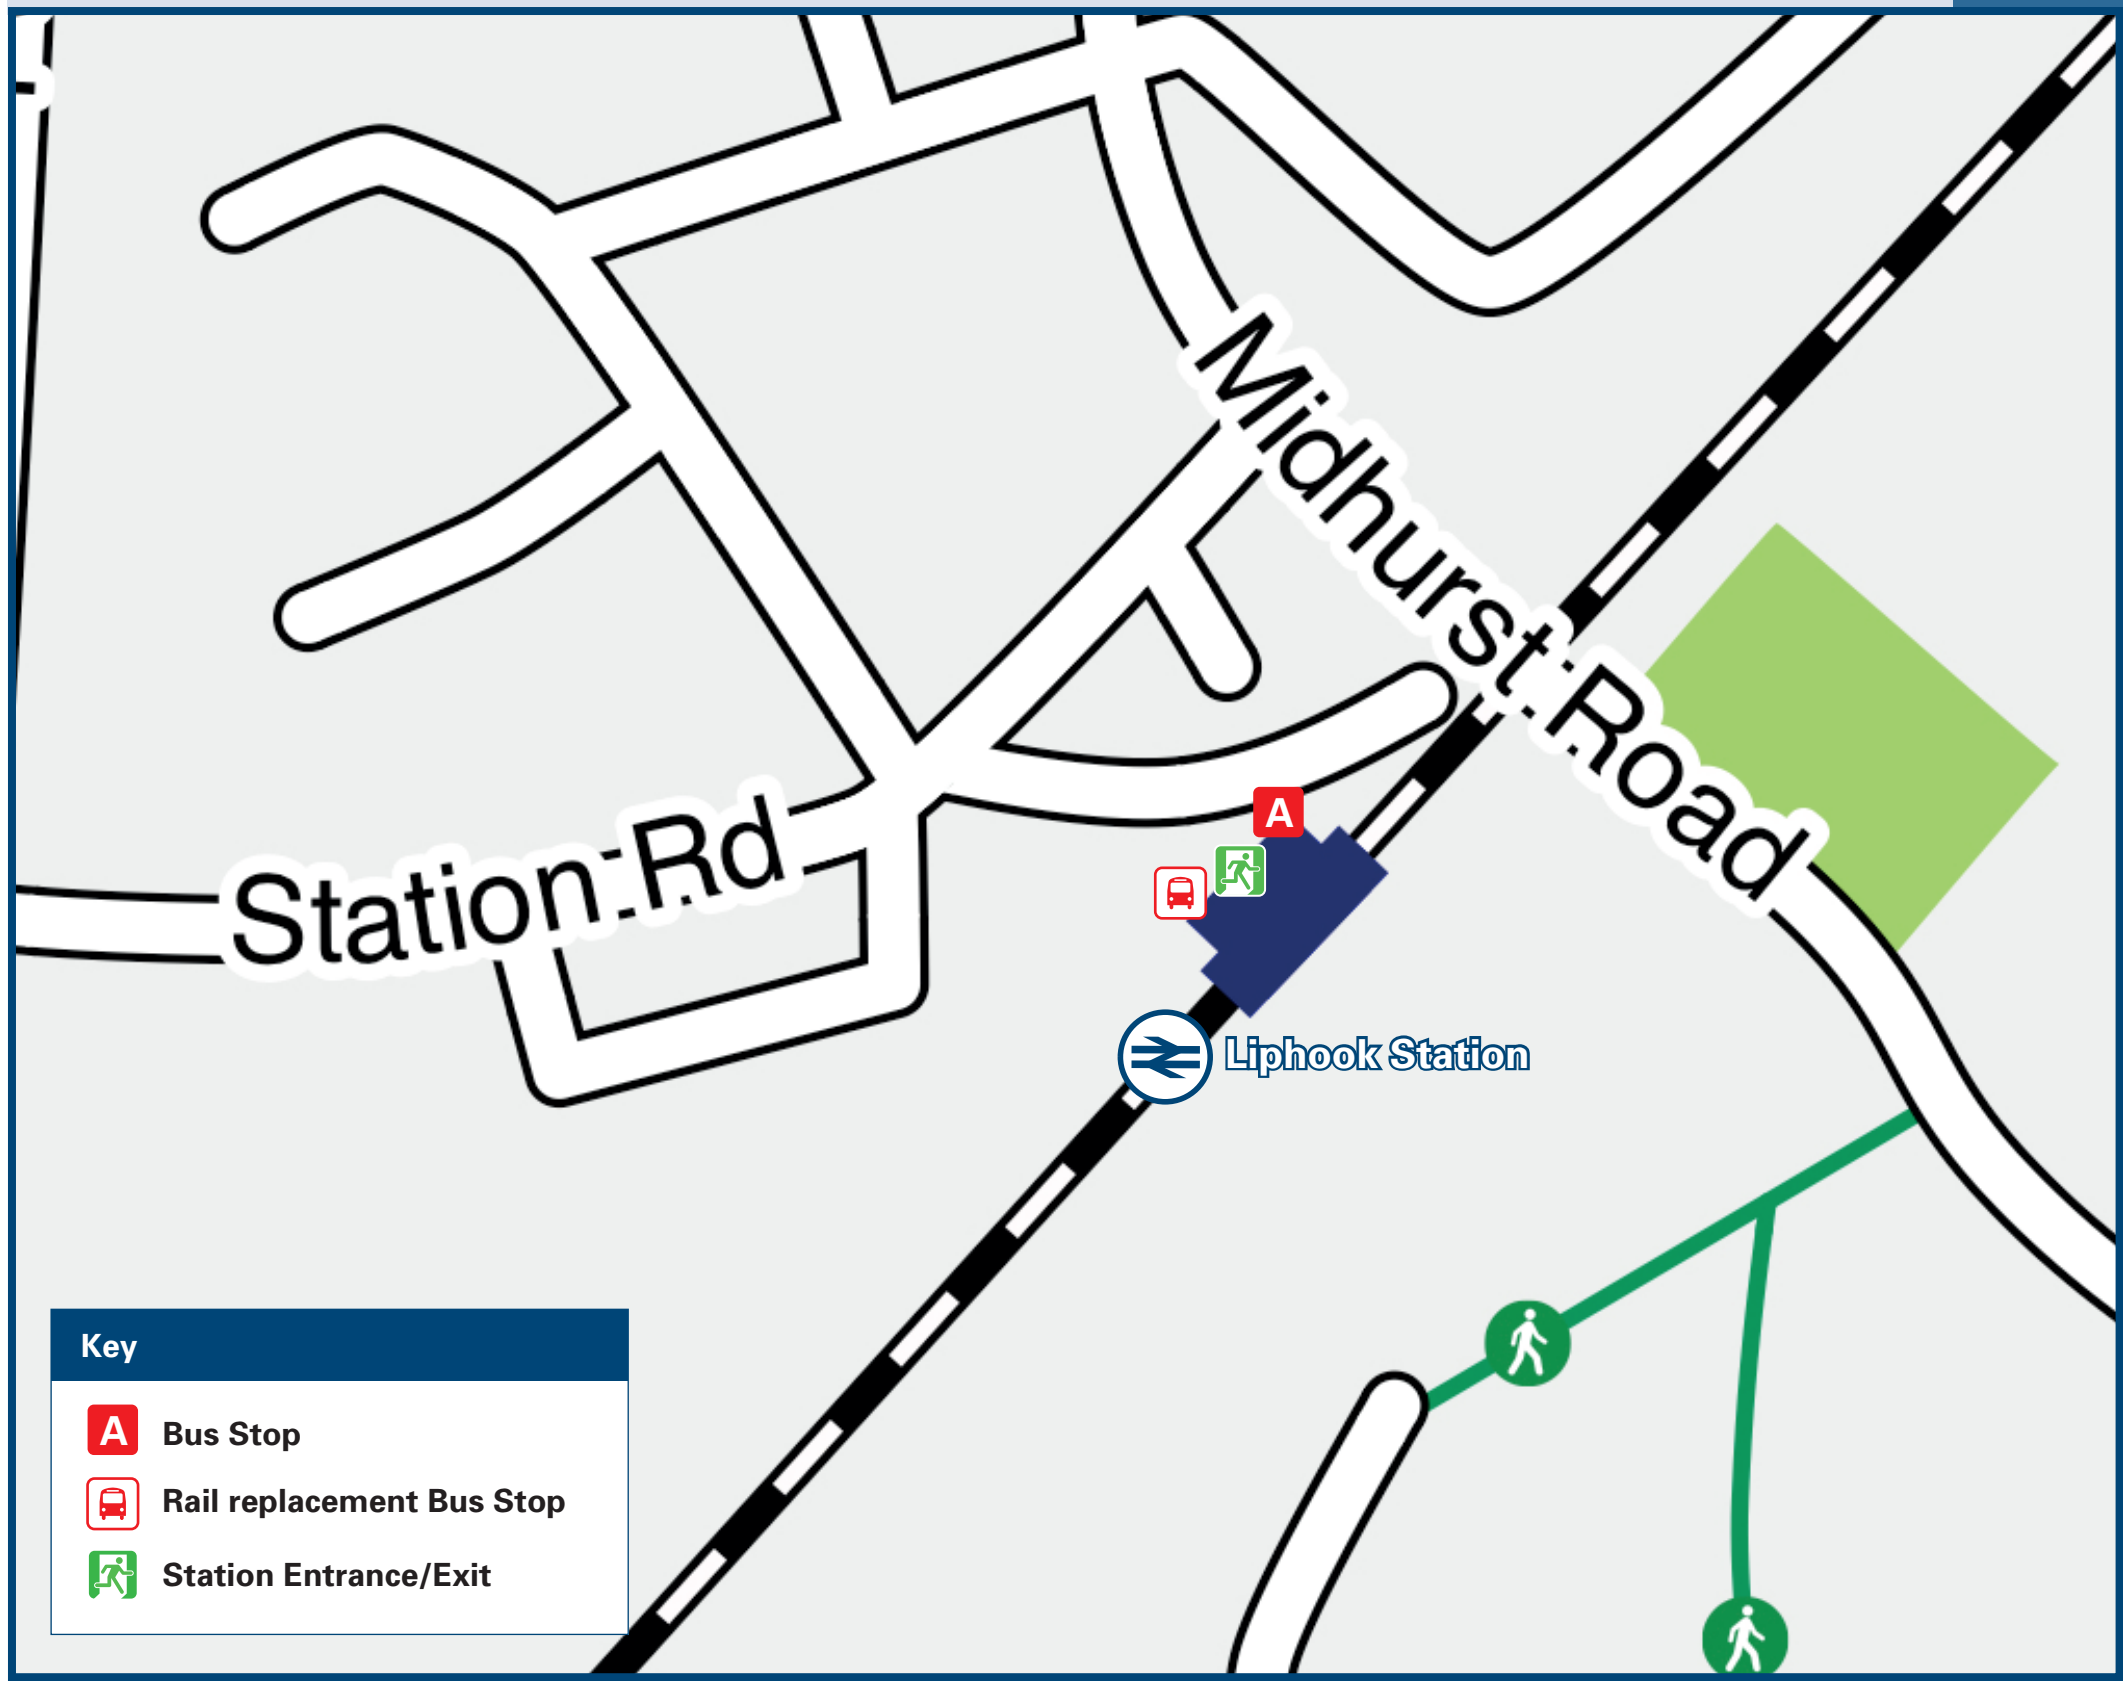 Midhurst Road
Station Rd
A
Liphook Station
Key
A Bus Stop
Rail replacement Bus Stop
Station Entrance/Exit